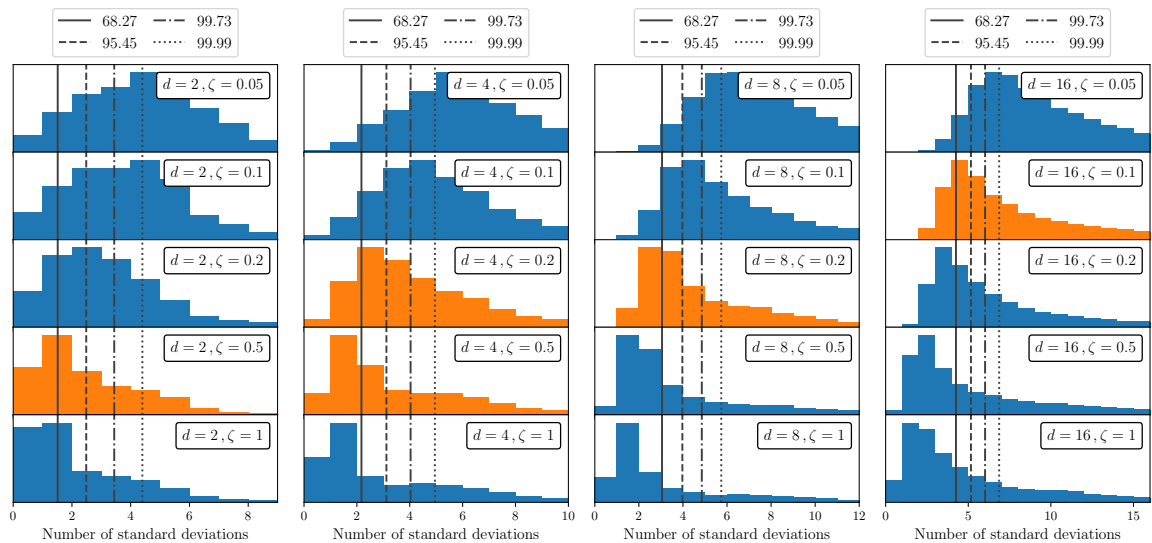 68.27 99.73
95.45 99.99
68.27 99.73
95.45 99.99
68.27 99.73
95.45 99.99
68.27 99.73
95.45 99.99
d = 2 , ζ = 0.05
d = 4 , ζ = 0.05
d = 8 , ζ = 0.05
d = 16 , ζ = 0.05
d = 2 , ζ = 0.1
d = 4 , ζ = 0.1
d = 8 , ζ = 0.1
d = 16 , ζ = 0.1
d = 2 , ζ = 0.2
d = 4 , ζ = 0.2
d = 8 , ζ = 0.2
d = 16 , ζ = 0.2
d = 2 , ζ = 0.5
d = 4 , ζ = 0.5
d = 8 , ζ = 0.5
d = 16 , ζ = 0.5
d = 2 , ζ = 1
d = 4 , ζ = 1
d = 8 , ζ = 1
d = 16 , ζ = 1
0 2 4 6 8
0 2 4 6 8 10
0 2 4 6 8 10 12
0 5 10 15
Number of standard deviations
Number of standard deviations
Number of standard deviations
Number of standard deviations